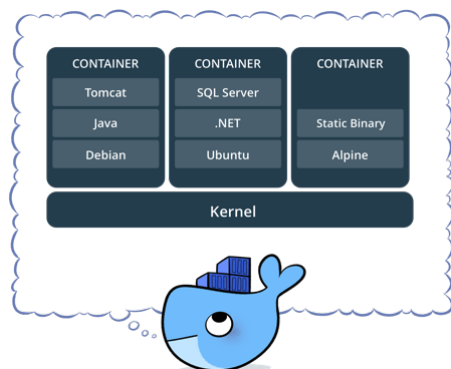 CONTAINER
Tomcat
Java
Debian
CONTAINER
SQL Server
.NET
Ubuntu
CONTAINER
Static Binary
Alpine
Kernel